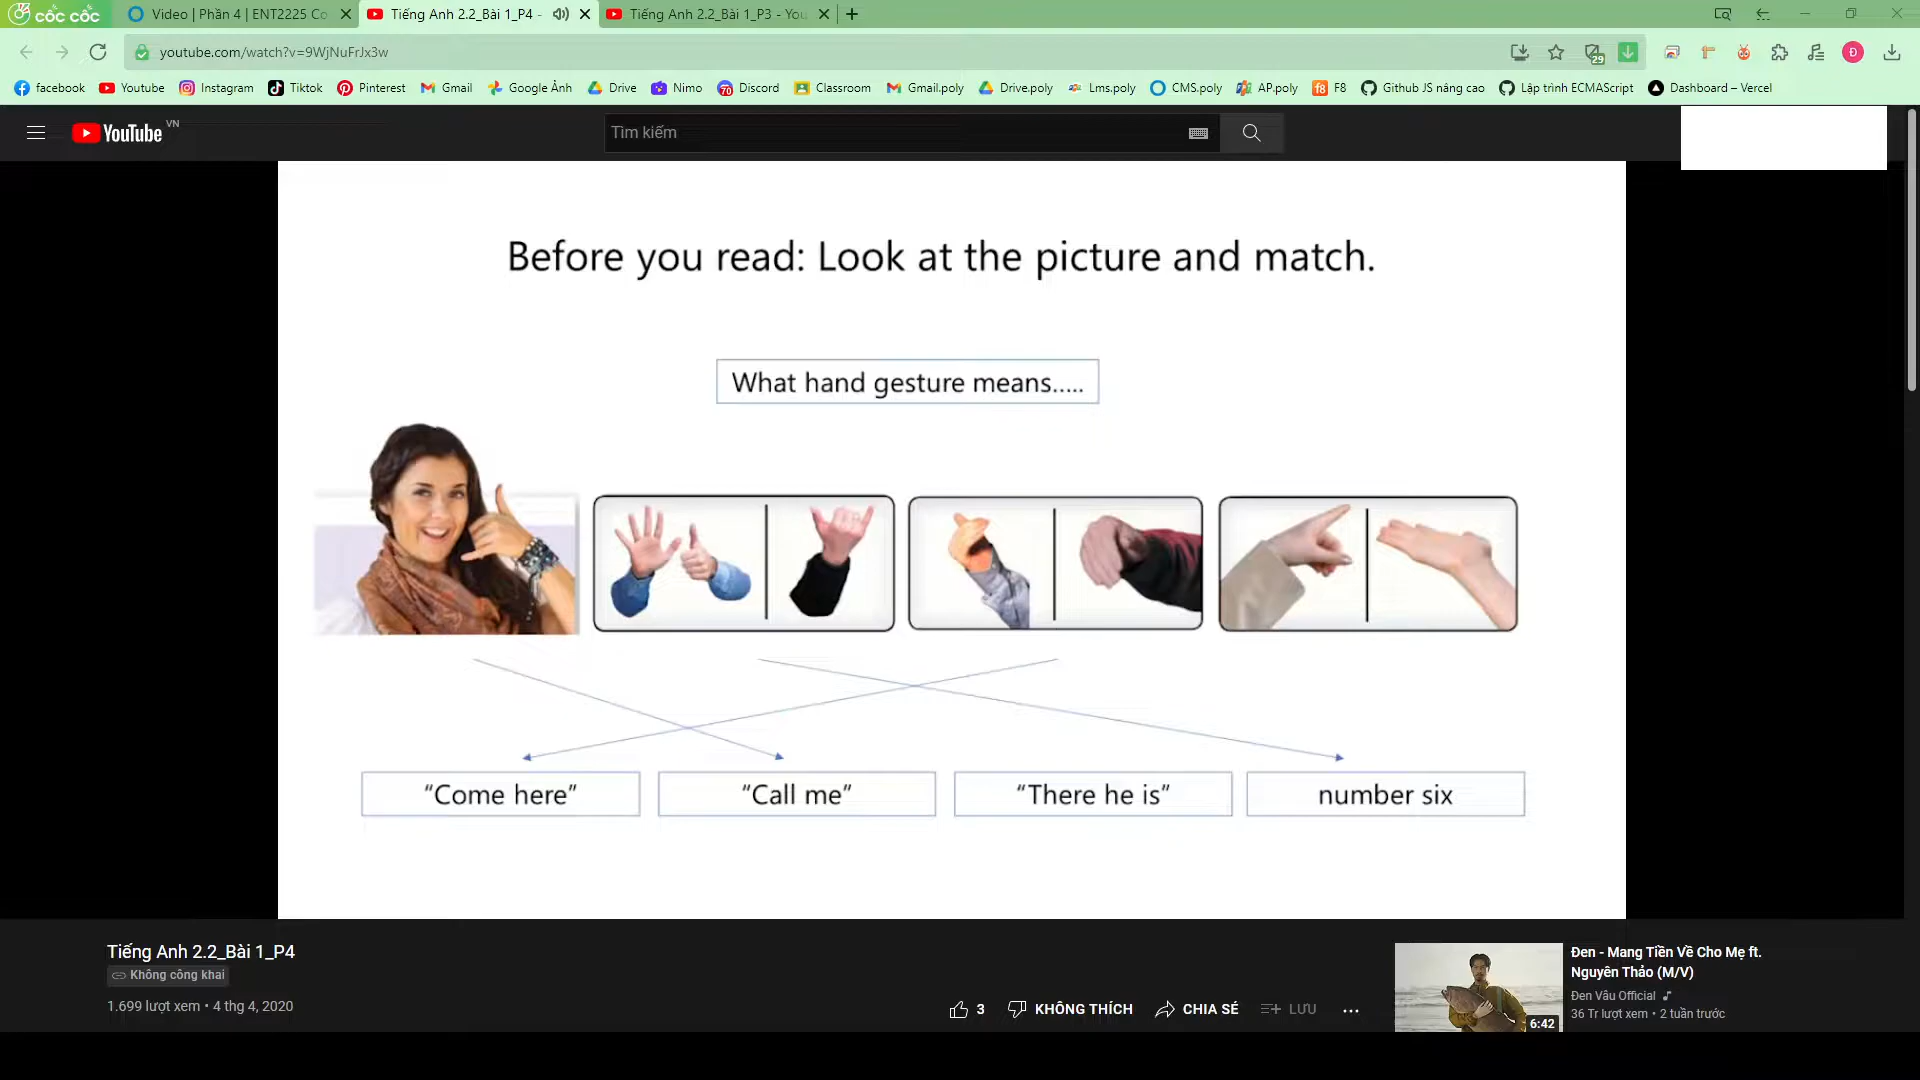 cốc cốc
Video | Phần 4 | ENT2225 Co
Tiếng Anh 2.2_Bài 1_P4 -
Tiếng Anh 2.2_Bài 1_P3 - You
youtube.com/watch?v=9WjNuFrJx3w
29
Đ
facebook Youtube Instagram Tiktok Pinterest Gmail Google Ảnh Drive Nimo Discord Classroom Gmail.poly Drive.poly Lms.poly CMS.poly AP.poly F8 Github JS nâng cao Lập trình ECMAScript Dashboard – Vercel
YouTube VN
Tìm kiếm
Before you read: Look at the picture and match.
What hand gesture means.....
“Come here” “Call me” “There he is” number six
Tiếng Anh 2.2_Bài 1_P4
Không công khai
1.699 lượt xem • 4 thg 4, 2020
3 KHÔNG THÍCH CHIA SẺ LƯU
6:42
Đen - Mang Tiền Về Cho Mẹ ft.
Nguyên Thảo (M/V)
Đen Vâu Official
36 Tr lượt xem • 2 tuần trước